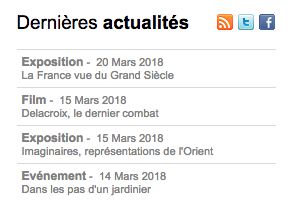 Dernières actualités
Exposition - 20 Mars 2018
La France vue du Grand Siècle
Film - 15 Mars 2018
Delacroix, le dernier combat
Exposition - 15 Mars 2018
Imaginaires, représentations de l'Orient
Evénement - 14 Mars 2018
Dans les pas d'un jardinier